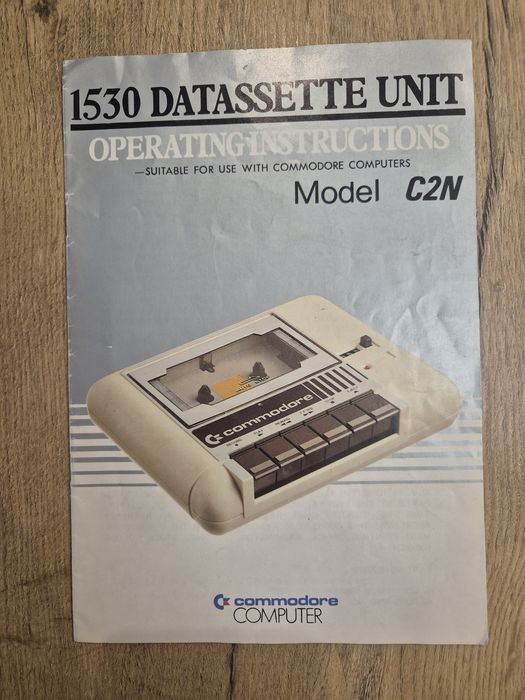 1530 DATASSETTE UNIT
OPERATING INSTRUCTIONS
—SUITABLE FOR USE WITH COMMODORE COMPUTERS
Model C2N
commodore
commodore
COMPUTER